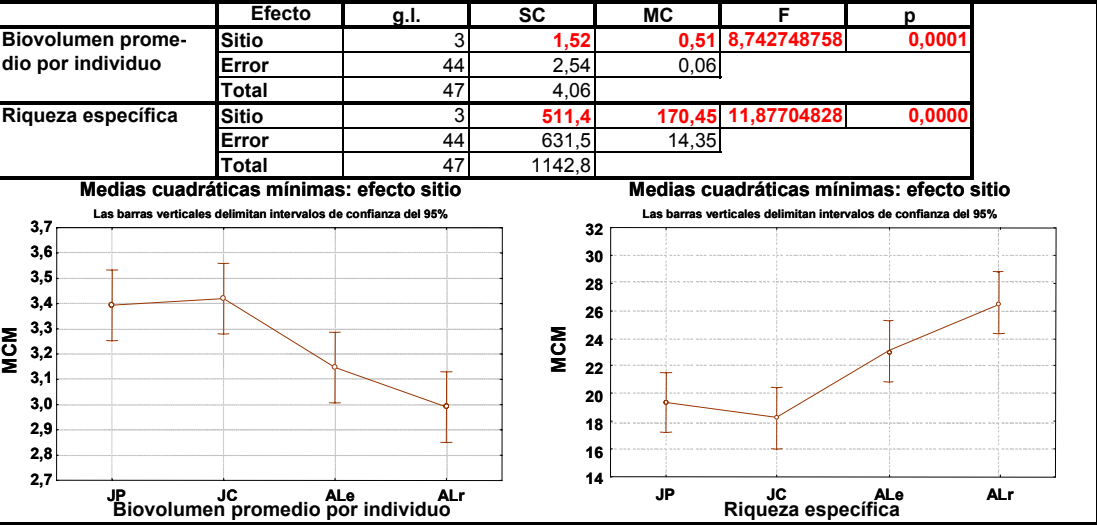 Efecto g.l. SC MC F p
Biovolumen prome- Sitio 3 1,52 0,51 8,742748758 0,0001
dio por individuo Error 44 2,54 0,06
Total 47 4,06
Riqueza específica Sitio 3 511,4 170,45 11,87704828 0,0000
Error 44 631,5 14,35
Total 47 1142,8
Medias cuadráticas mínimas: efecto sitio
Las barras verticales delimitan intervalos de confianza del 95%
3,7
3,6
3,5
3,4
3,3
3,2
3,1
3,0
2,9
2,8
2,7
MCM
JP JC ALe ALr
Biovolumen promedio por individuo
Medias cuadráticas mínimas: efecto sitio
Las barras verticales delimitan intervalos de confianza del 95%
32
30
28
26
24
22
20
18
16
14
MCM
JP JC ALe ALr
Riqueza específica